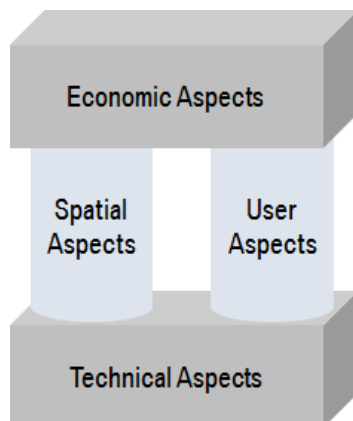 Economic Aspects
Spatial
Aspects
User
Aspects
Technical Aspects